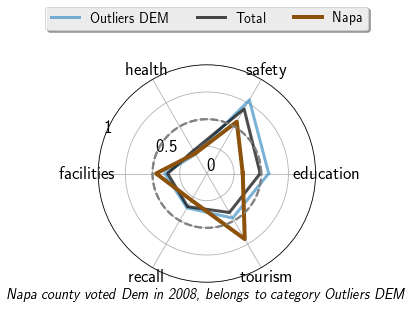 Outliers DEM Total Napa
health safety
1
0.5
0
facilities education
recall tourism
Napa county voted Dem in 2008, belongs to category Outliers DEM